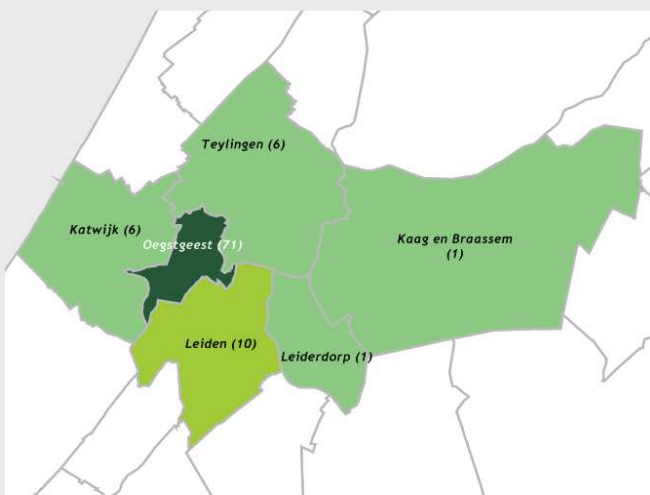 Teylingen (6)
Katwijk (6)
Oegstgeest (71)
Kaag en Braassem
(1)
Leiden (10)
Leiderdorp (1)